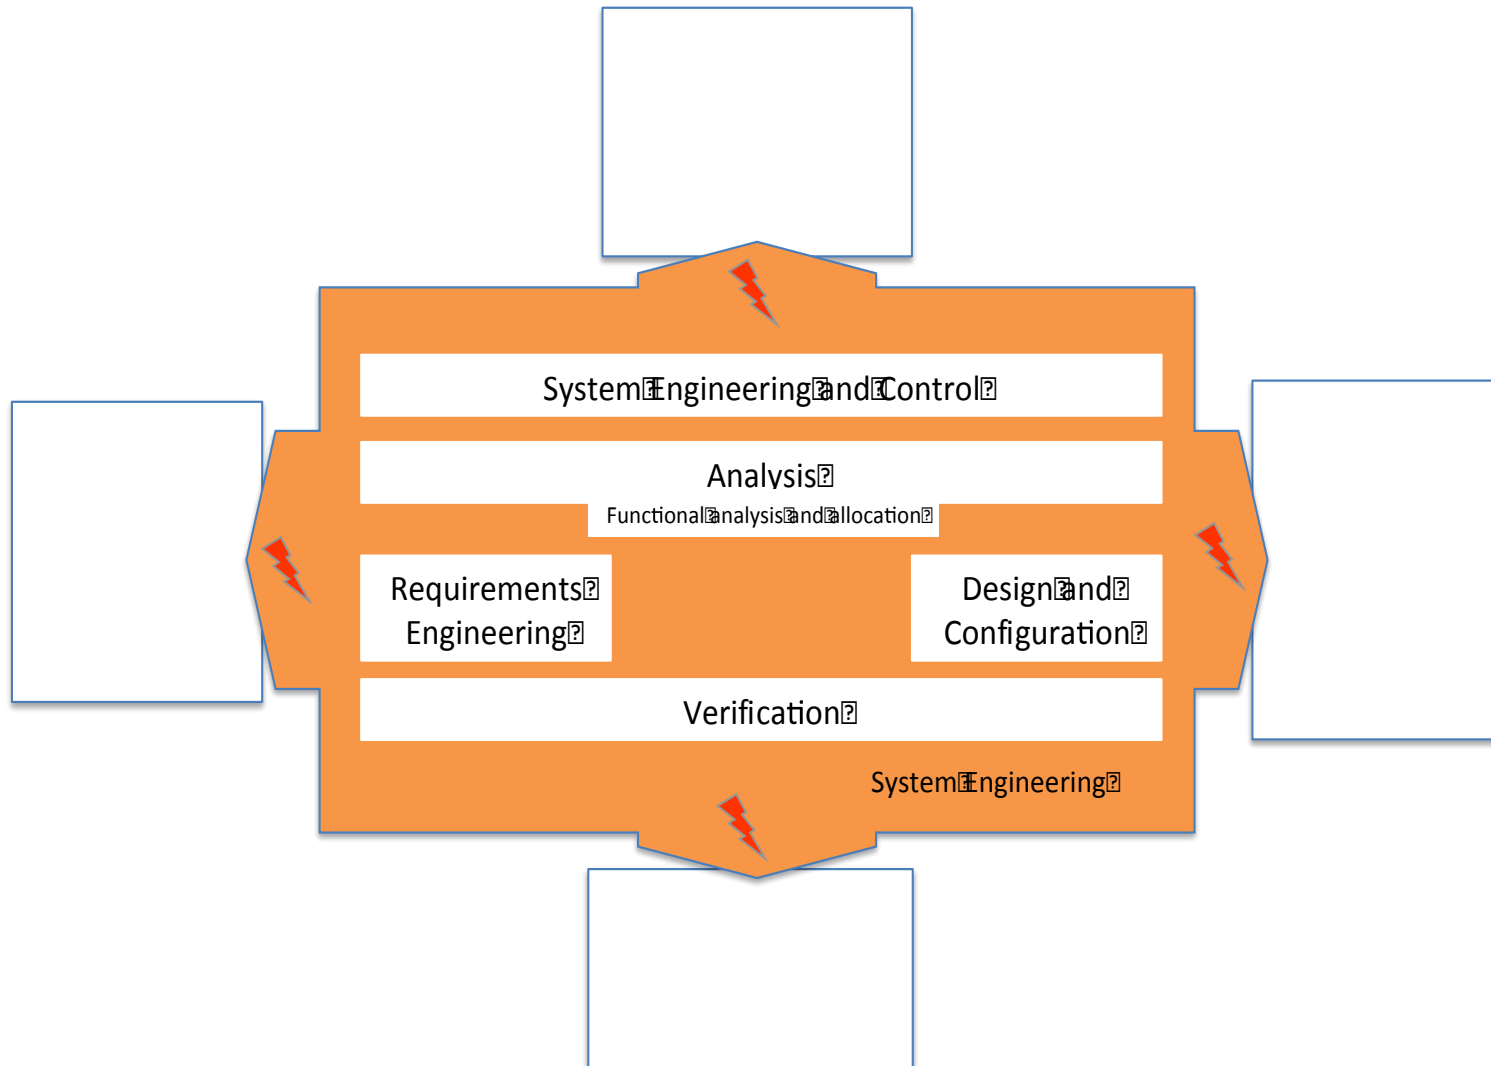 System Engineering and Control
Analysis
Functional analysis and allocation
Requirements
Engineering
Design and
Configuration
Verification
System Engineering